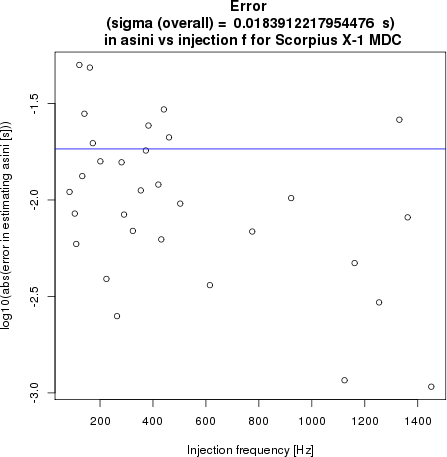 Error
(sigma (overall) = 0.0183912217954476 s)
in asini vs injection f for Scorpius X-1 MDC
log10(abs(error in estimating asini [s]))
-1.5
-2.0
-2.5
-3.0
200 400 600 800 1000 1200 1400
Injection frequency [Hz]